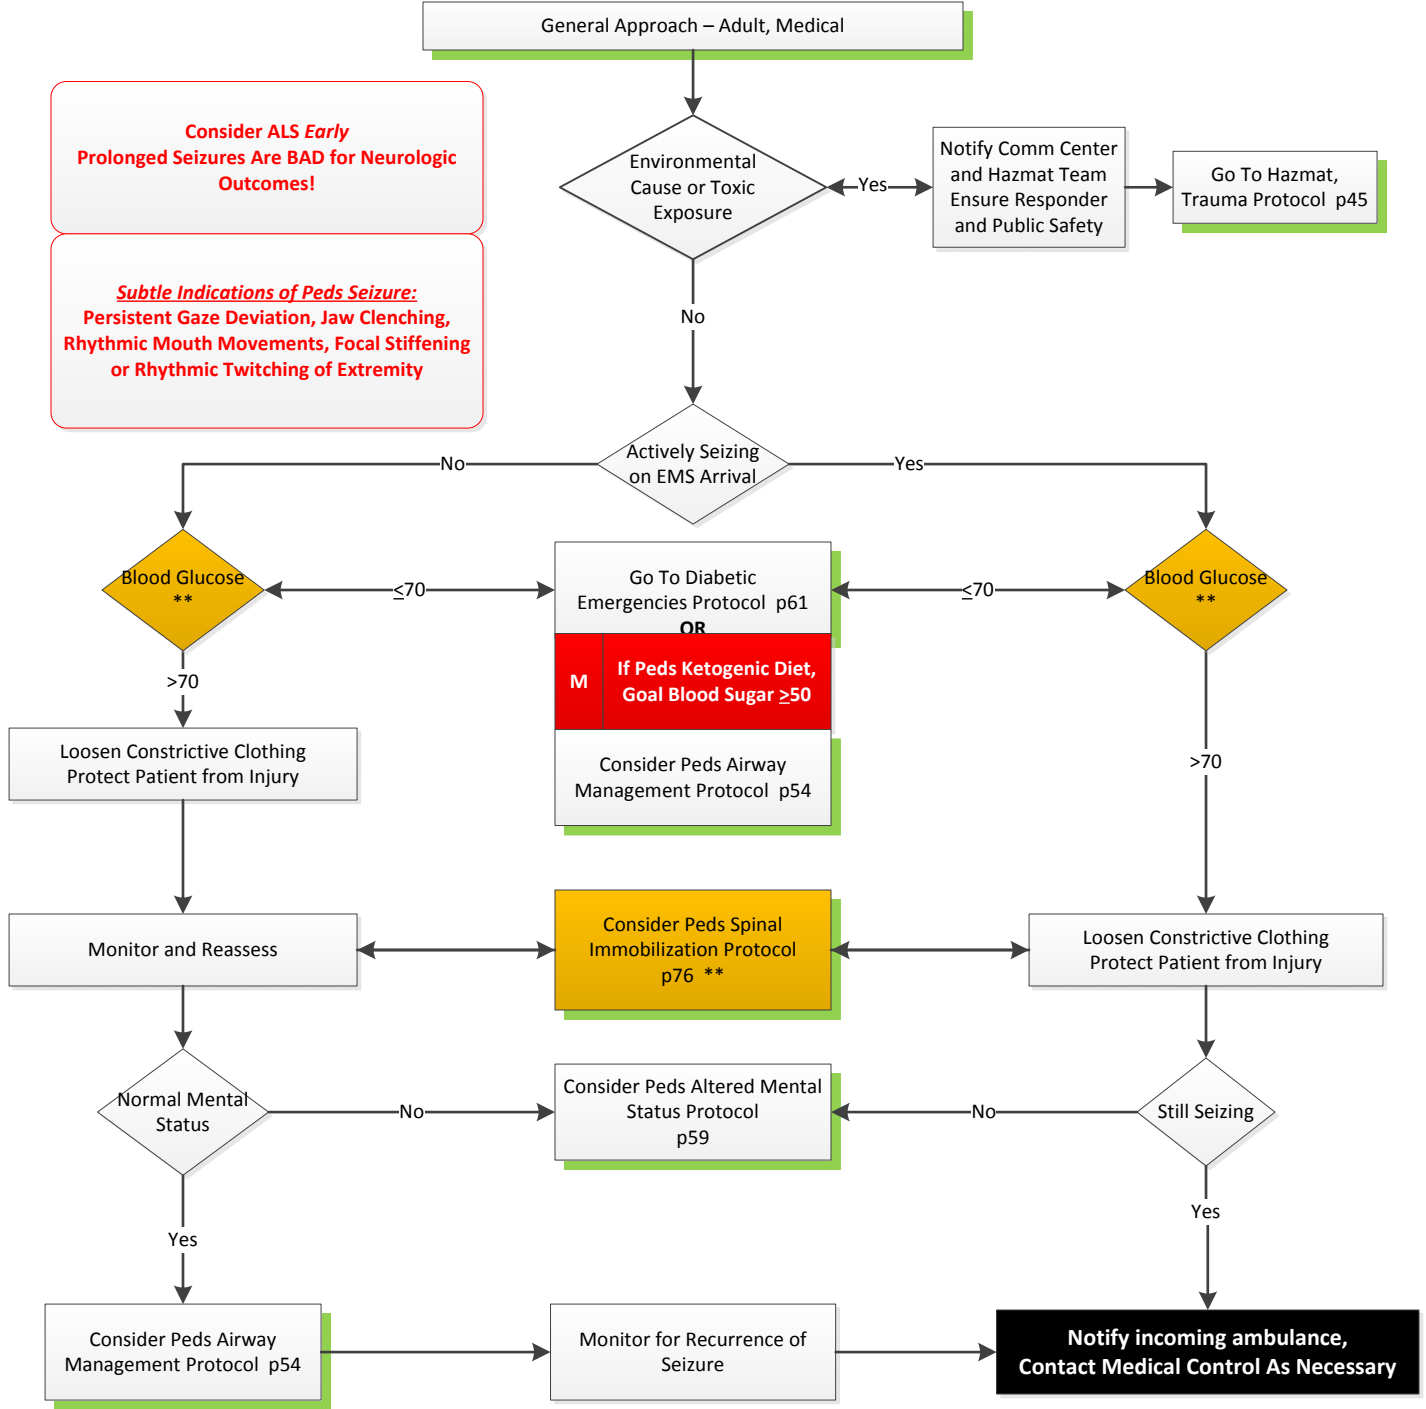 General Approach – Adult, Medical
Consider ALS Early
Prolonged Seizures Are BAD for Neurologic
Outcomes!
Environmental
Cause or Toxic
Exposure
Yes
Notify Comm Center
and Hazmat Team
Ensure Responder
and Public Safety
Go To Hazmat,
Trauma Protocol p45
Subtle Indications of Peds Seizure:
Persistent Gaze Deviation, Jaw Clenching,
Rhythmic Mouth Movements, Focal Stiffening
or Rhythmic Twitching of Extremity
No
Actively Seizing
on EMS Arrival
No
Yes
Blood Glucose
**
≤70
Go To Diabetic
Emergencies Protocol p61
OR
≤70
Blood Glucose
**
M
If Peds Ketogenic Diet,
Goal Blood Sugar ≥50
>70
Loosen Constrictive Clothing
Protect Patient from Injury
Consider Peds Airway
Management Protocol p54
>70
Monitor and Reassess
Consider Peds Spinal
Immobilization Protocol
p76 **
Loosen Constrictive Clothing
Protect Patient from Injury
Normal Mental
Status
No
Consider Peds Altered Mental
Status Protocol
p59
No
Still Seizing
Yes
Yes
Consider Peds Airway
Management Protocol p54
Monitor for Recurrence of
Seizure
Notify incoming ambulance,
Contact Medical Control As Necessary